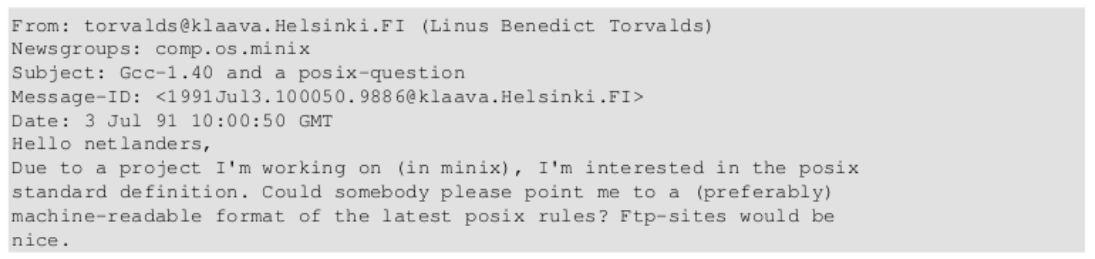 From: torvalds@klaava.Helsinki.FI (Linus Benedict Torvalds)
Newsgroups: comp.os.minix
Subject: Gcc-1.40 and a posix-question
Message-ID: <1991Jul3.100050.9886@klaava.Helsinki.FI>
Date: 3 Jul 91 10:00:50 GMT
Hello netlanders,
Due to a project I'm working on (in minix), I'm interested in the posix
standard definition. Could somebody please point me to a (preferably)
machine-readable format of the latest posix rules? Ftp-sites would be
nice.